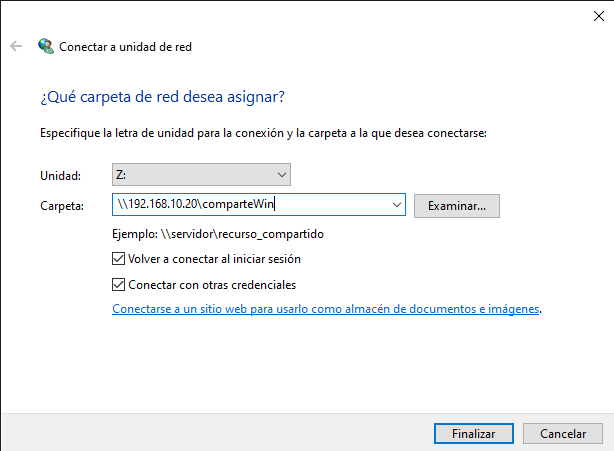 Conectar a unidad de red
¿Qué carpeta de red desea asignar?
Especifique la letra de unidad para la conexión y la carpeta a la que desea conectarse:
Unidad: Z:
Carpeta: \\192.168.10.20\comparteWin Examinar...
Ejemplo: \\servidor\recurso_compartido
Volver a conectar al iniciar sesión
Conectar con otras credenciales
Conectarse a un sitio web para usarlo como almacén de documentos e imágenes.
Finalizar Cancelar